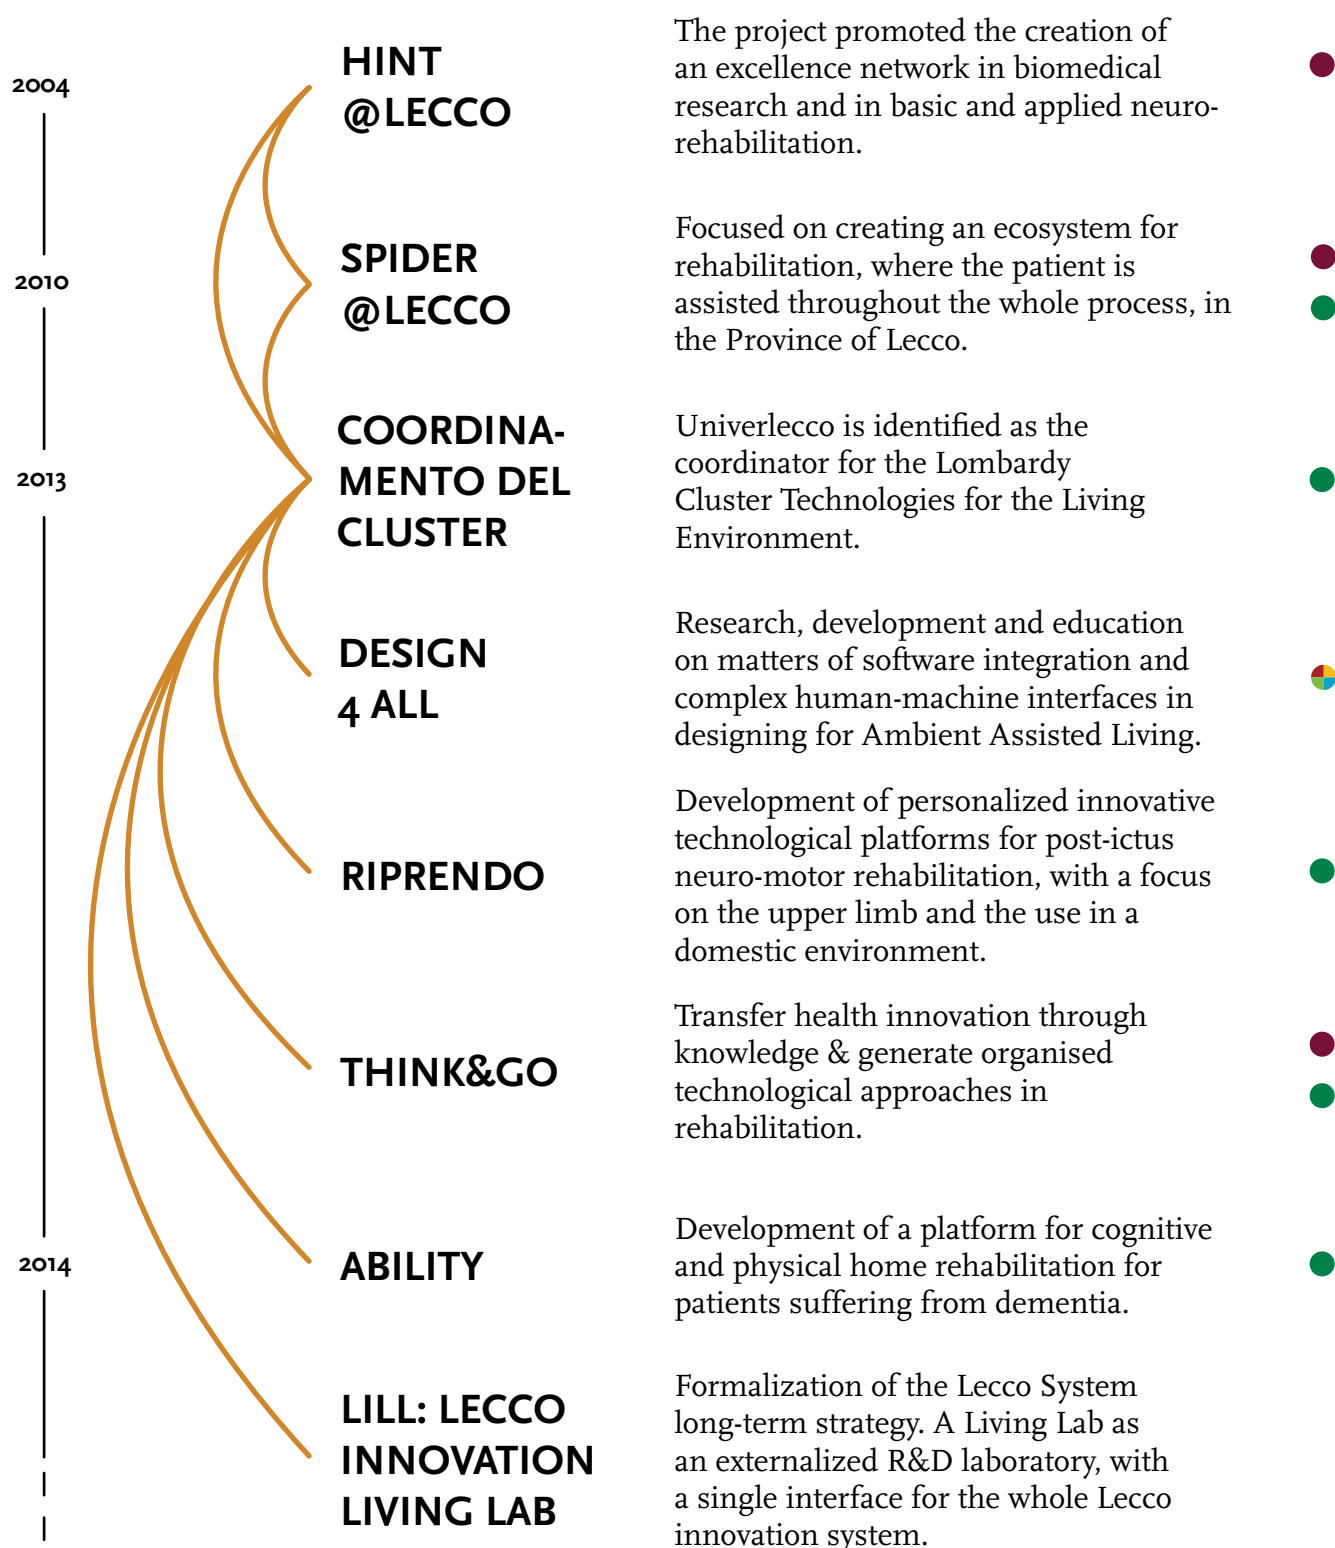 2004
HINT
@LECCO
The project promoted the creation of
an excellence network in biomedical
research and in basic and applied neuro-
rehabilitation.
2010
SPIDER
@LECCO
Focused on creating an ecosystem for
rehabilitation, where the patient is
assisted throughout the whole process, in
the Province of Lecco.
2013
COORDINA-
MENTO DEL
CLUSTER
Univerlecco is identified as the
coordinator for the Lombardy
Cluster Technologies for the Living
Environment.
DESIGN
4 ALL
Research, development and education
on matters of software integration and
complex human-machine interfaces in
designing for Ambient Assisted Living.
RIPRENDO
Development of personalized innovative
technological platforms for post-ictus
neuro-motor rehabilitation, with a focus
on the upper limb and the use in a
domestic environment.
THINK&GO
Transfer health innovation through
knowledge & generate organised
technological approaches in
rehabilitation.
2014
ABILITY
Development of a platform for cognitive
and physical home rehabilitation for
patients suffering from dementia.
LILL: LECCO
INNOVATION
LIVING LAB
Formalization of the Lecco System
long-term strategy. A Living Lab as
an externalized R&D laboratory, with
a single interface for the whole Lecco
innovation system.